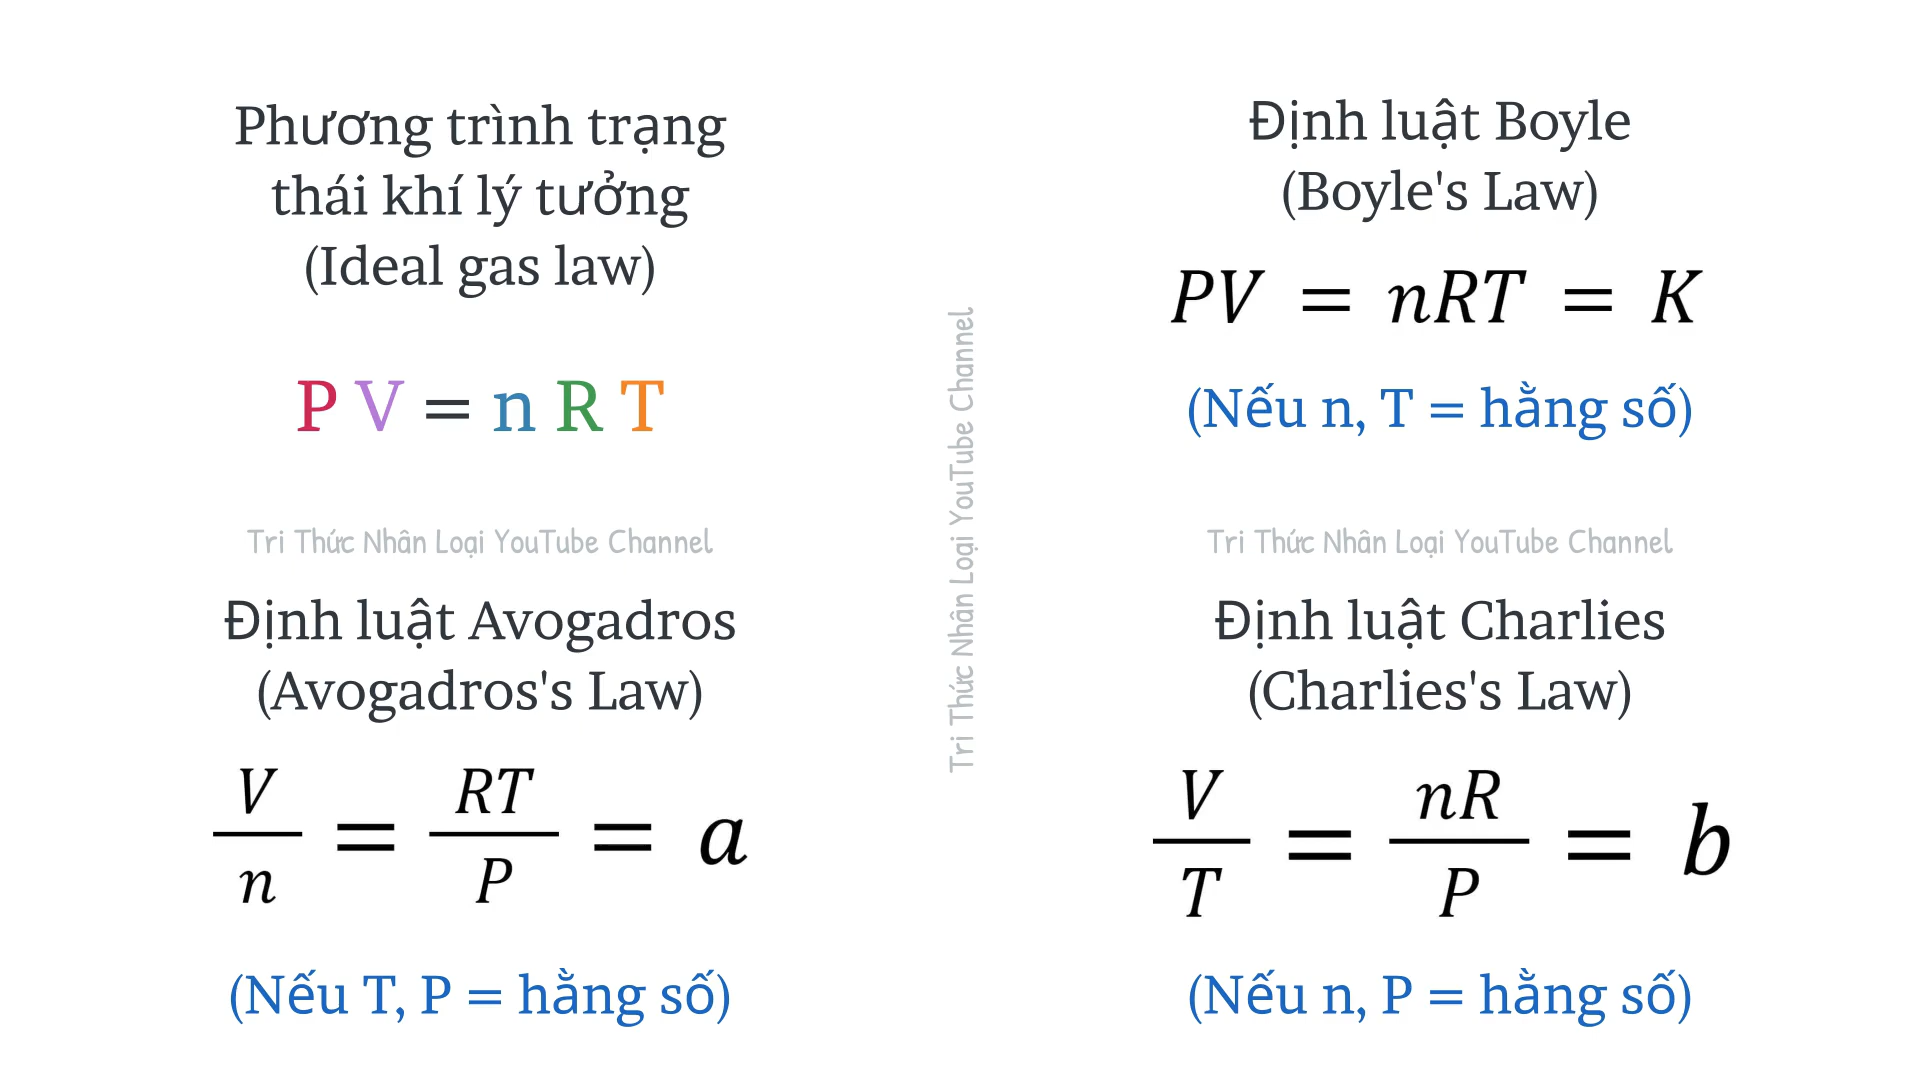 Phương trình trạng
thái khí lý tưởng
(Ideal gas law)
P V = n R T
Tri Thức Nhân Loại YouTube Channel
Định luật Boyle
(Boyle's Law)
PV = nRT = K
(Nếu n, T = hằng số)
Tri Thức Nhân Loại YouTube Channel
Tri Thức Nhân Loại YouTube Channel
Định luật Avogadros
(Avogadros's Law)
V/n = RT/P = a
(Nếu T, P = hằng số)
Định luật Charlies
(Charlies's Law)
V/T = nR/P = b
(Nếu n, P = hằng số)